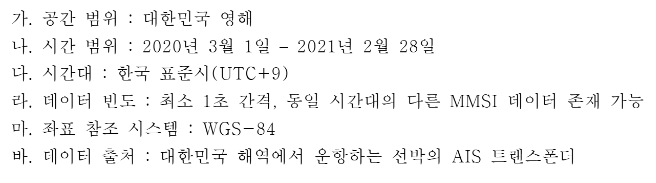 가. 공간 범위 : 대한민국 영해
나. 시간 범위 : 2020년 3월 1일 - 2021년 2월 28일
다. 시간대 : 한국 표준시(UTC+9)
라. 데이터 빈도 : 최소 1초 간격, 동일 시간대의 다른 MMSI 데이터 존재 가능
마. 좌표 참조 시스템 : WGS-84
바. 데이터 출처 : 대한민국 해역에서 운항하는 선박의 AIS 트랜스폰더